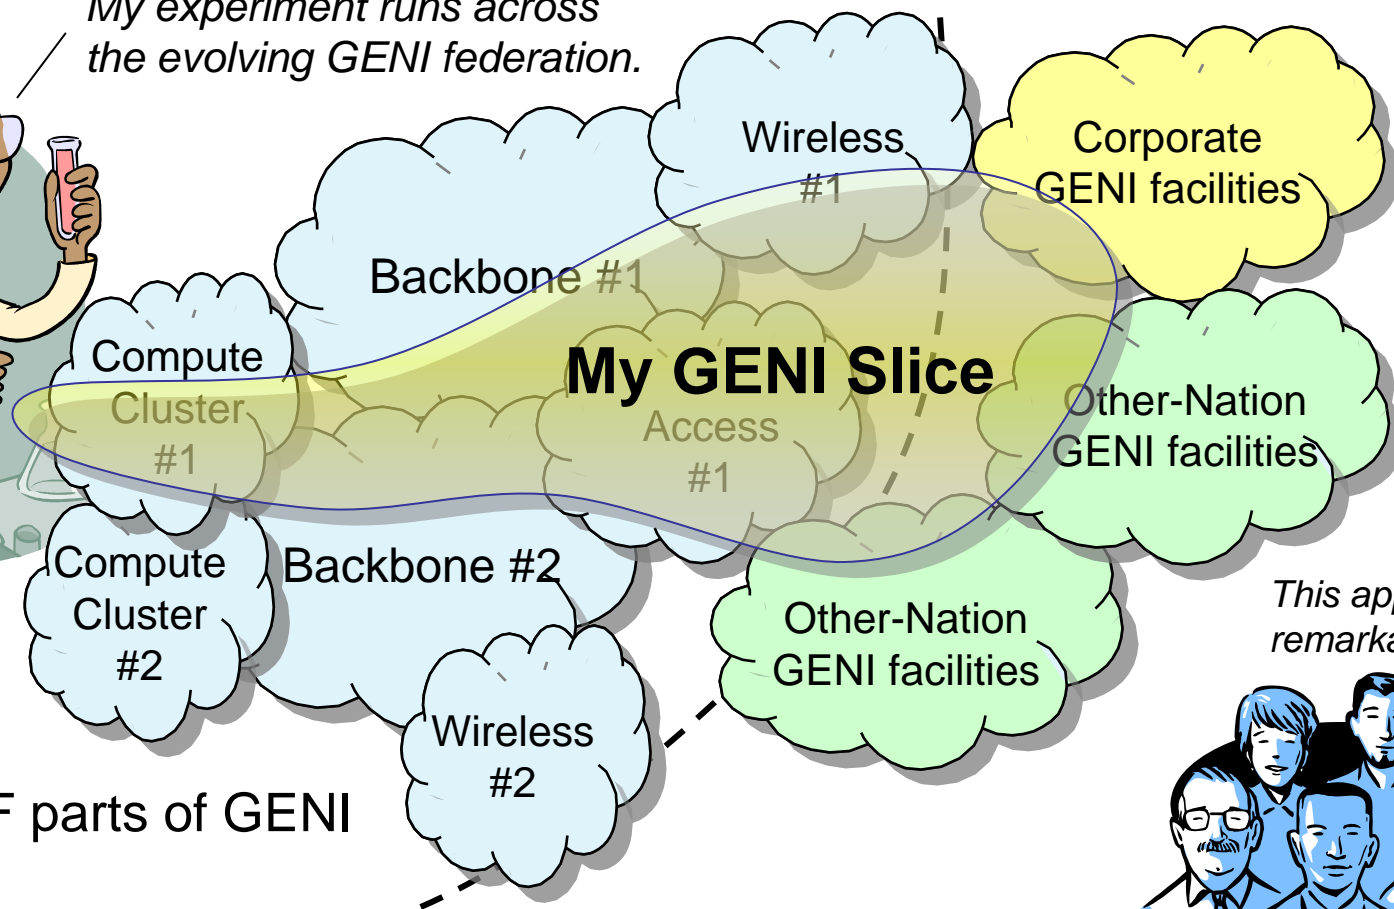 My experiment runs across
the evolving GENI federation.
Wireless
#1
Corporate
GENI facilities
Backbone #1
Compute
Cluster
#1
My GENI Slice
Access
#1
Other-Nation
GENI facilities
Compute
Cluster
#2
Backbone #2
Other-Nation
GENI facilities
This
Wireless
#2
parts of GENI